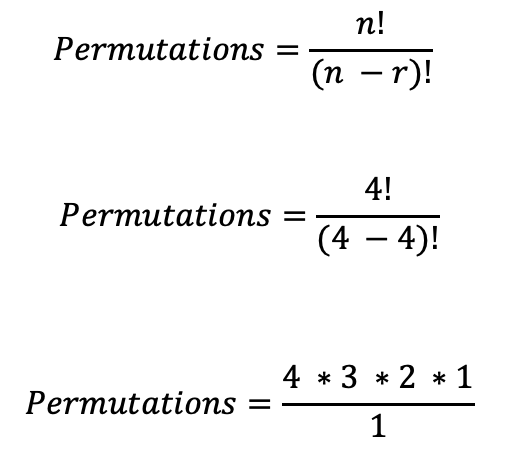 Permutations = n! / (n − r)!
Permutations = 4! / (4 − 4)!
Permutations = 4 * 3 * 2 * 1 / 1